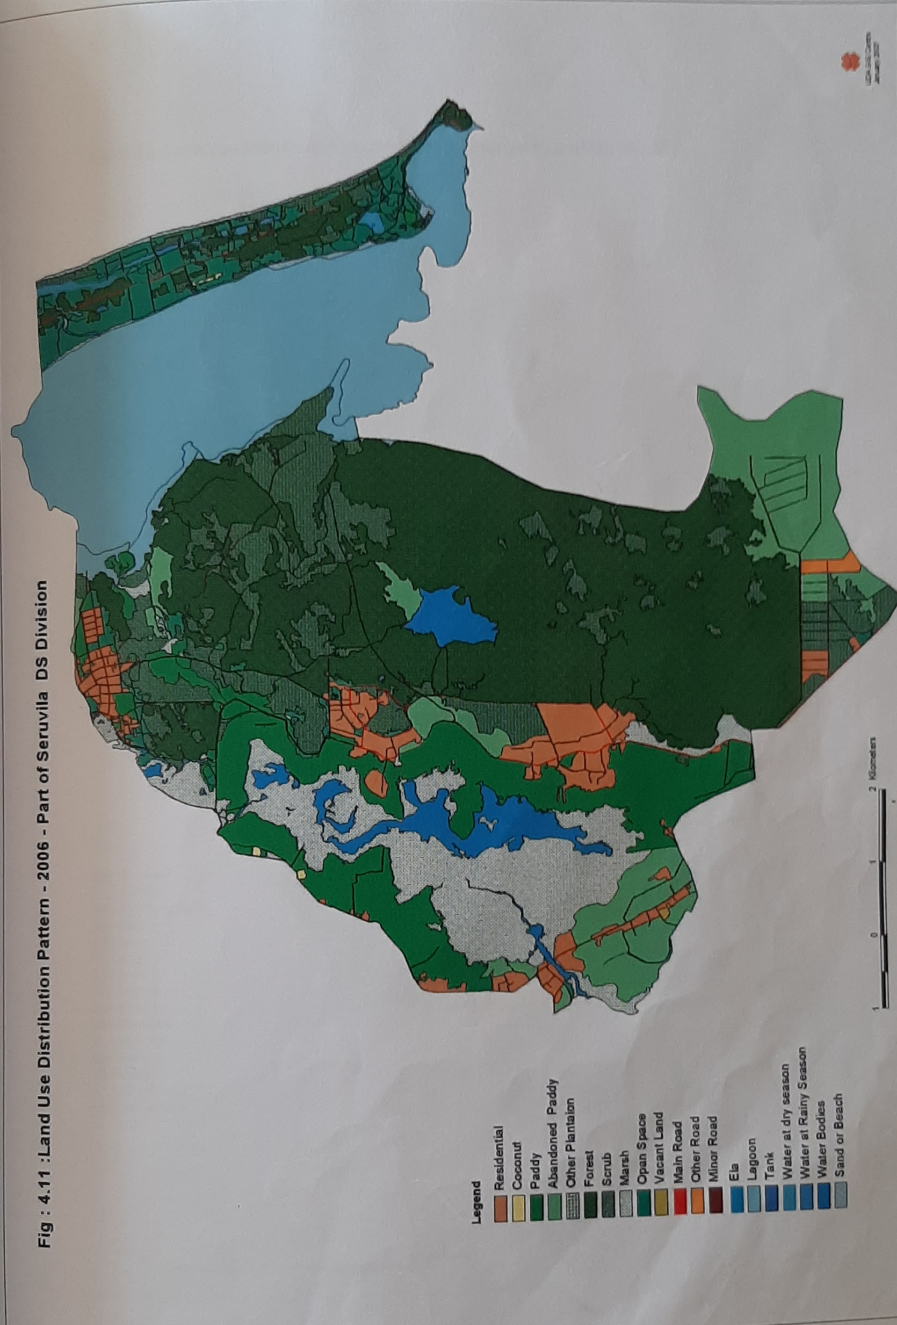 Fig : 4.11 :Land Use Distribution Pattern - 2006 - Part of Seruvila DS Division
Legend
Residential
Coconut
Paddy
Abandoned Paddy
Other Plantaion
Forest
Scrub
Marsh
Opan Space
Vacant Land
Main Road
Other Road
Minor Road
Ela
Lagoon
Tank
Water at dry season
Water at Rainy Season
Water Bodies
Sand or Beach
1 0 1 2 Kilometers